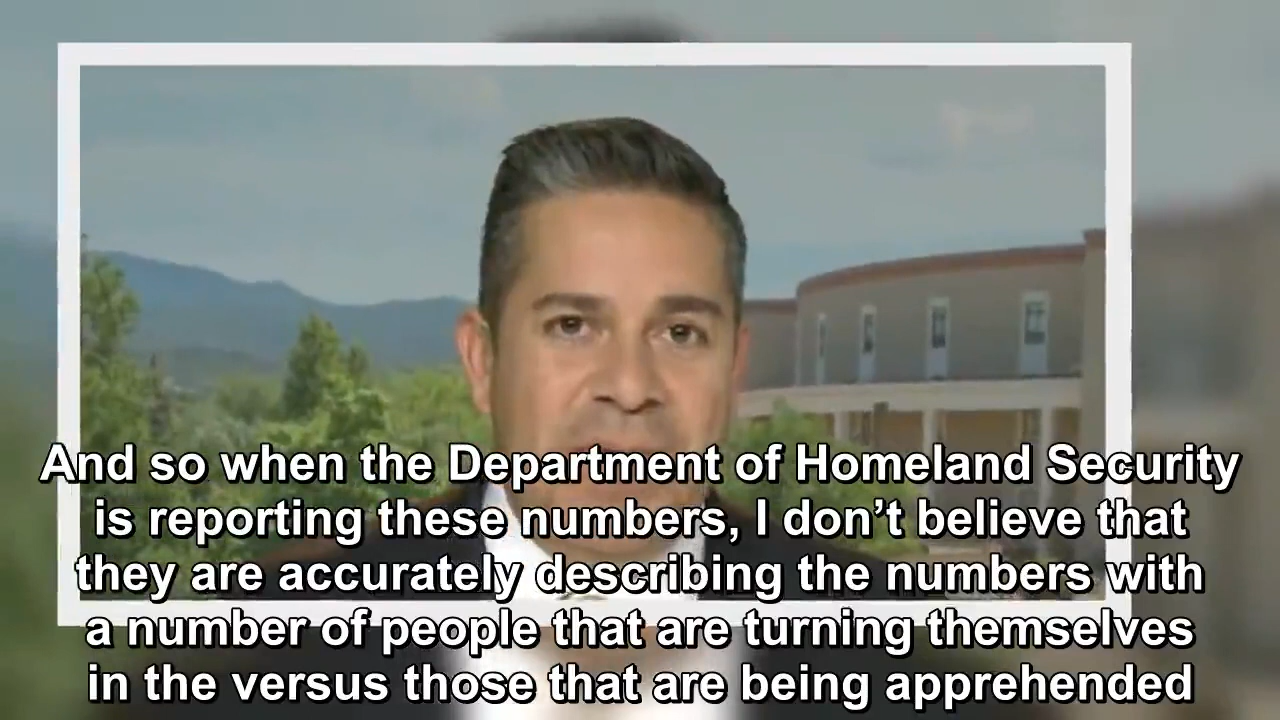 And so when the Department of Homeland Security
is reporting these numbers, I don’t believe that
they are accurately describing the numbers with
a number of people that are turning themselves
in the versus those that are being apprehended